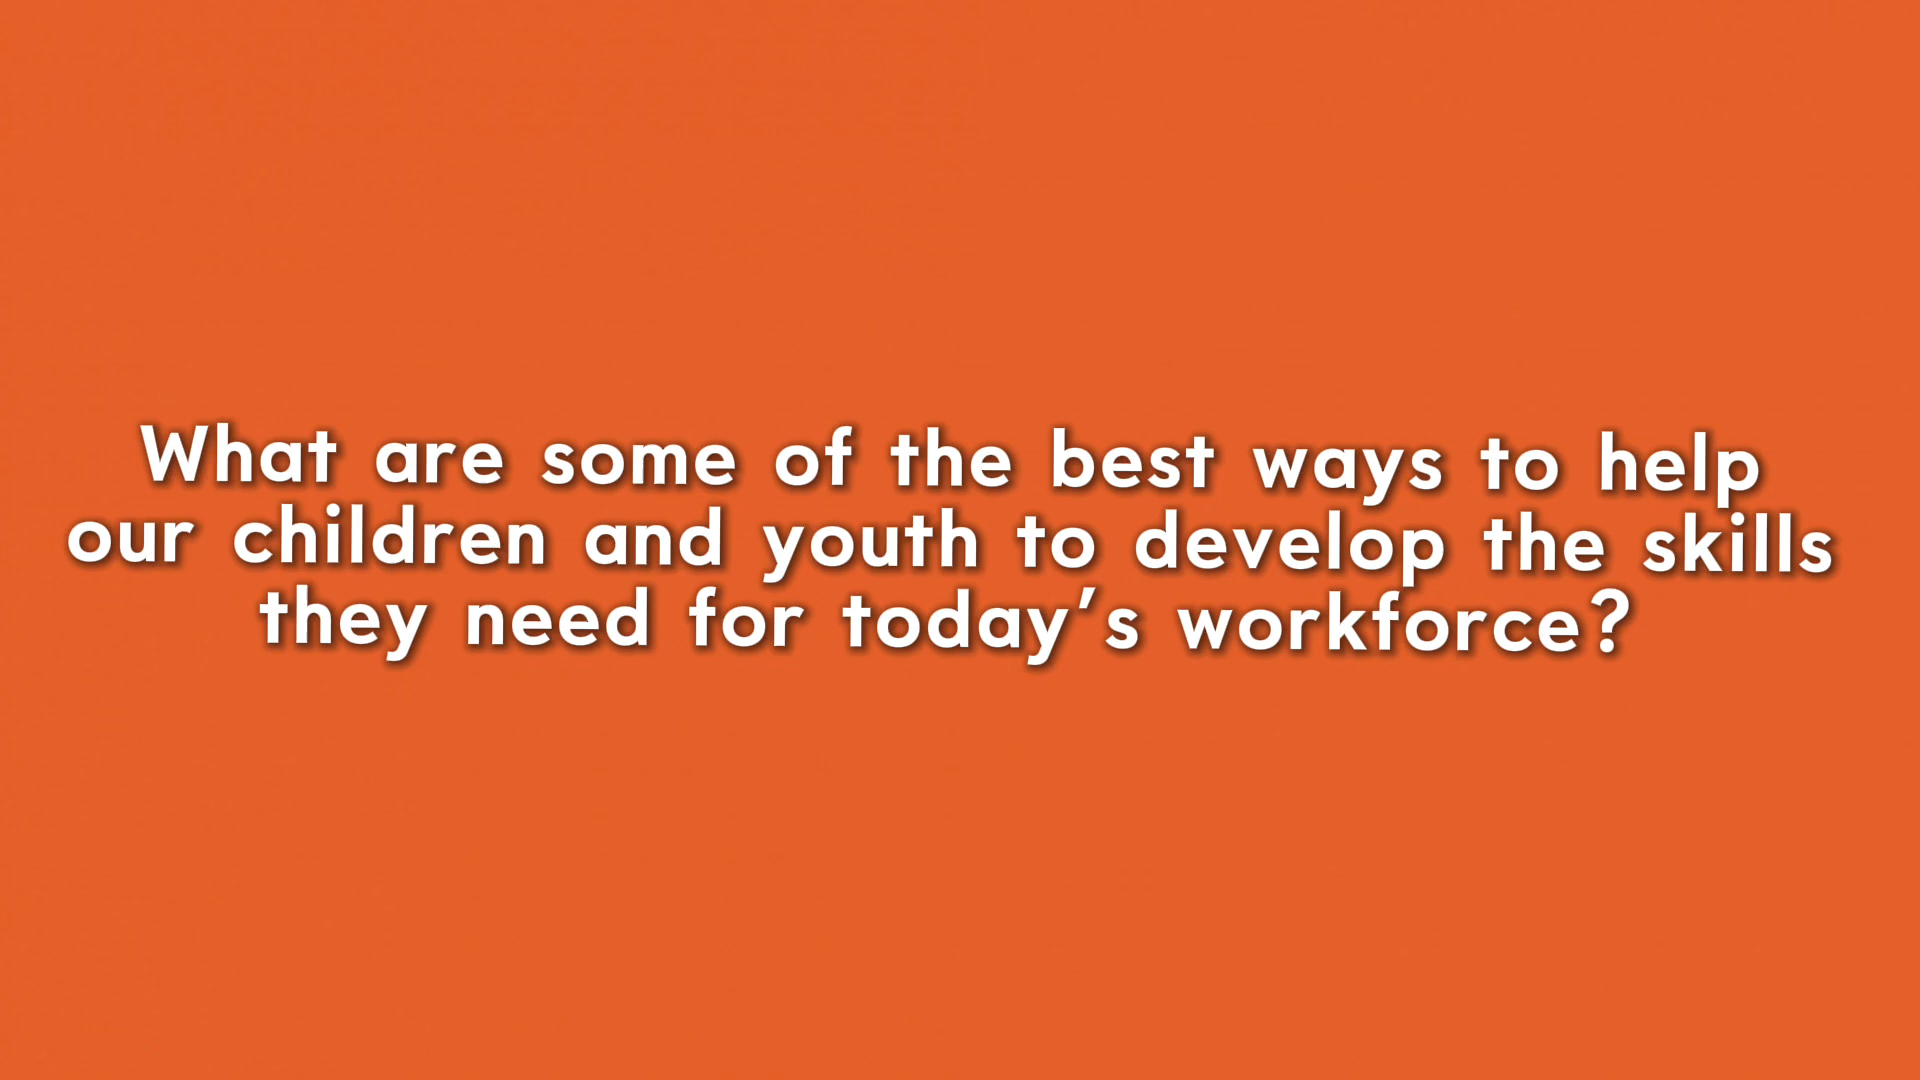 What are some of the best ways to help
our children and youth to develop the skills
they need for today's workforce?